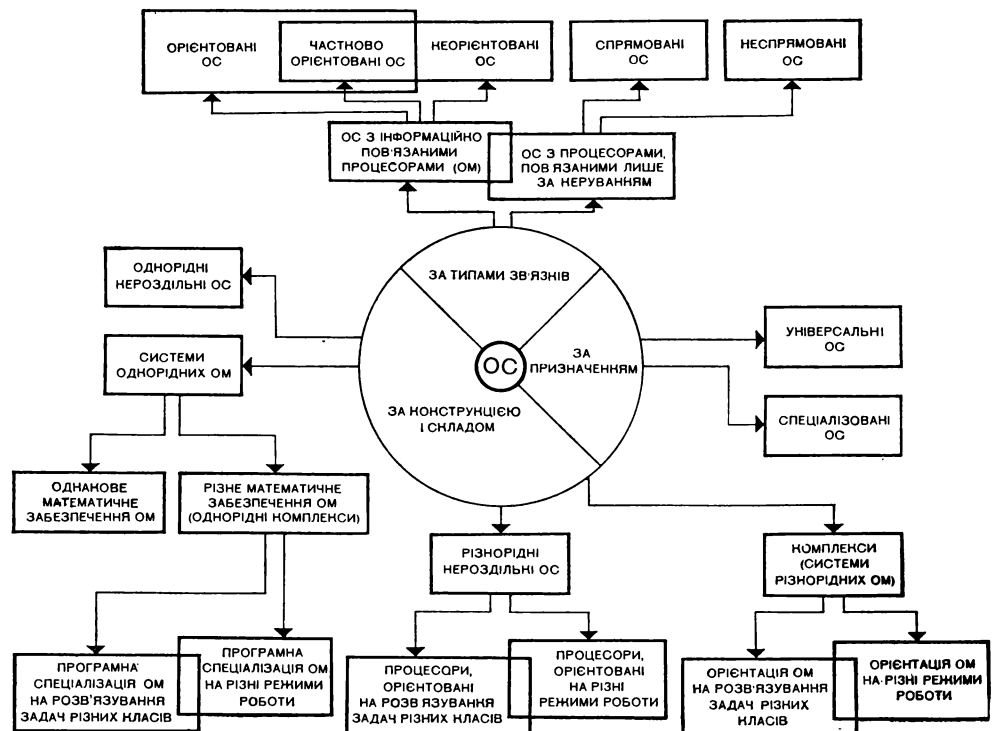 ОРІЄНТОВАНІ
ОС
ЧАСТКОВО
ОРІЄНТОВАНІ ОС
НЕОРІЄНТОВАНІ
ОС
СПРЯМОВАНІ
ОС
НЕСПРЯМОВАНІ
ОС
ОС З ІНФОРМАЦІЙНО
ПОВ'ЯЗАНИМИ
ПРОЦЕСОРАМИ (ОМ)
ОС З ПРОЦЕСОРАМИ,
ПОВ'ЯЗАНИМИ ЛИШЕ
ЗА КЕРУВАННЯМ
ЗА ТИПАМИ ЗВ'ЯЗНІВ
ОДНОРІДНІ
НЕРОЗДІЛЬНІ ОС
СИСТЕМИ
ОДНОРІДНИХ ОМ
ОС
ЗА
ПРИЗНАЧЕННЯМ
ЗА КОНСТРУКЦІЄЮ
І СКЛАДОМ
УНІВЕРСАЛЬНІ
ОС
СПЕЦІАЛІЗОВАНІ
ОС
ОДНАКОВЕ
МАТЕМАТИЧНЕ
ЗАБЕЗПЕЧЕННЯ ОМ
РІЗНЕ МАТЕМАТИЧНЕ
ЗАБЕЗПЕЧЕННЯ ОМ
(ОДНОРІДНІ КОМПЛЕКСИ)
РІЗНОРІДНІ
НЕРОЗДІЛЬНІ ОС
КОМПЛЕКСИ
(СИСТЕМИ
РІЗНОРІДНИХ ОМ)
ПРОГРАМНА
СПЕЦІАЛІЗАЦІЯ ОМ
НА РОЗВ'ЯЗУВАННЯ
ЗАДАЧ РІЗНИХ КЛАСІВ
ПРОГРАМНА
СПЕЦІАЛІЗАЦІЯ ОМ
НА РІЗНІ РЕЖИМИ
РОБОТИ
ПРОЦЕСОРИ,
ОРІЄНТОВАНІ
НА РОЗВ'ЯЗУВАННЯ
ЗАДАЧ РІЗНИХ КЛАСІВ
ПРОЦЕСОРИ,
ОРІЄНТОВАНІ
НА РІЗНІ
РЕЖИМИ РОБОТИ
ОРІЄНТАЦІЯ ОМ
НА РОЗВ'ЯЗУВАННЯ
ЗАДАЧ РІЗНИХ
КЛАСІВ
ОРІЄНТАЦІЯ ОМ
НА РІЗНІ РЕЖИМИ
РОБОТИ